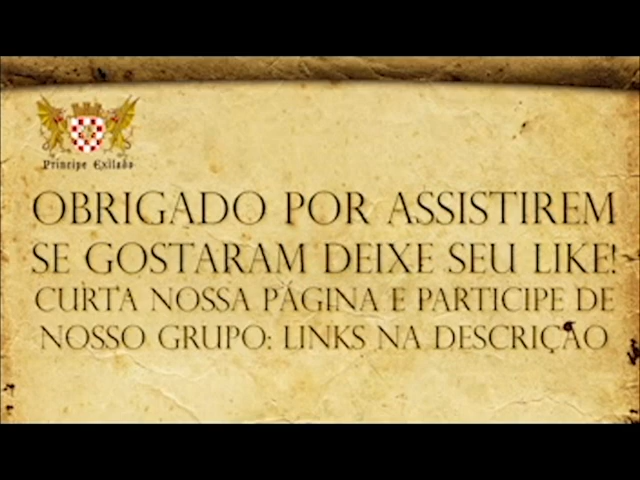 Principe Exilado
OBRIGADO POR ASSISTIREM
SE GOSTARAM DEIXE SEU LIKE!
CURTA NOSSA PÁGINA E PARTICIPE DE
NOSSO GRUPO: LINKS NA DESCRIÇÃO